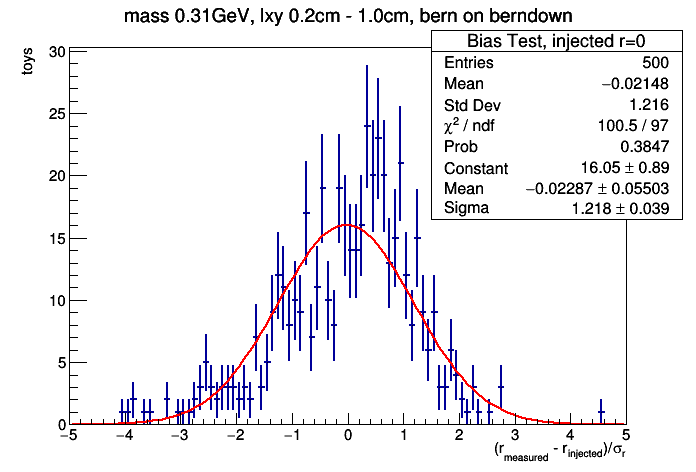 mass 0.31GeV, lxy 0.2cm - 1.0cm, bern on berndown
Bias Test, injected r=0
Entries 500
Mean −0.02148
Std Dev 1.216
χ² / ndf 100.5 / 97
Prob 0.3847
Constant 16.05 ± 0.89
Mean −0.02287 ± 0.05503
Sigma 1.218 ± 0.039
toys
30
25
20
15
10
5
0
−5 −4 −3 −2 −1 0 1 2 3 4 5
(r_measured - r_injected)/σ_r